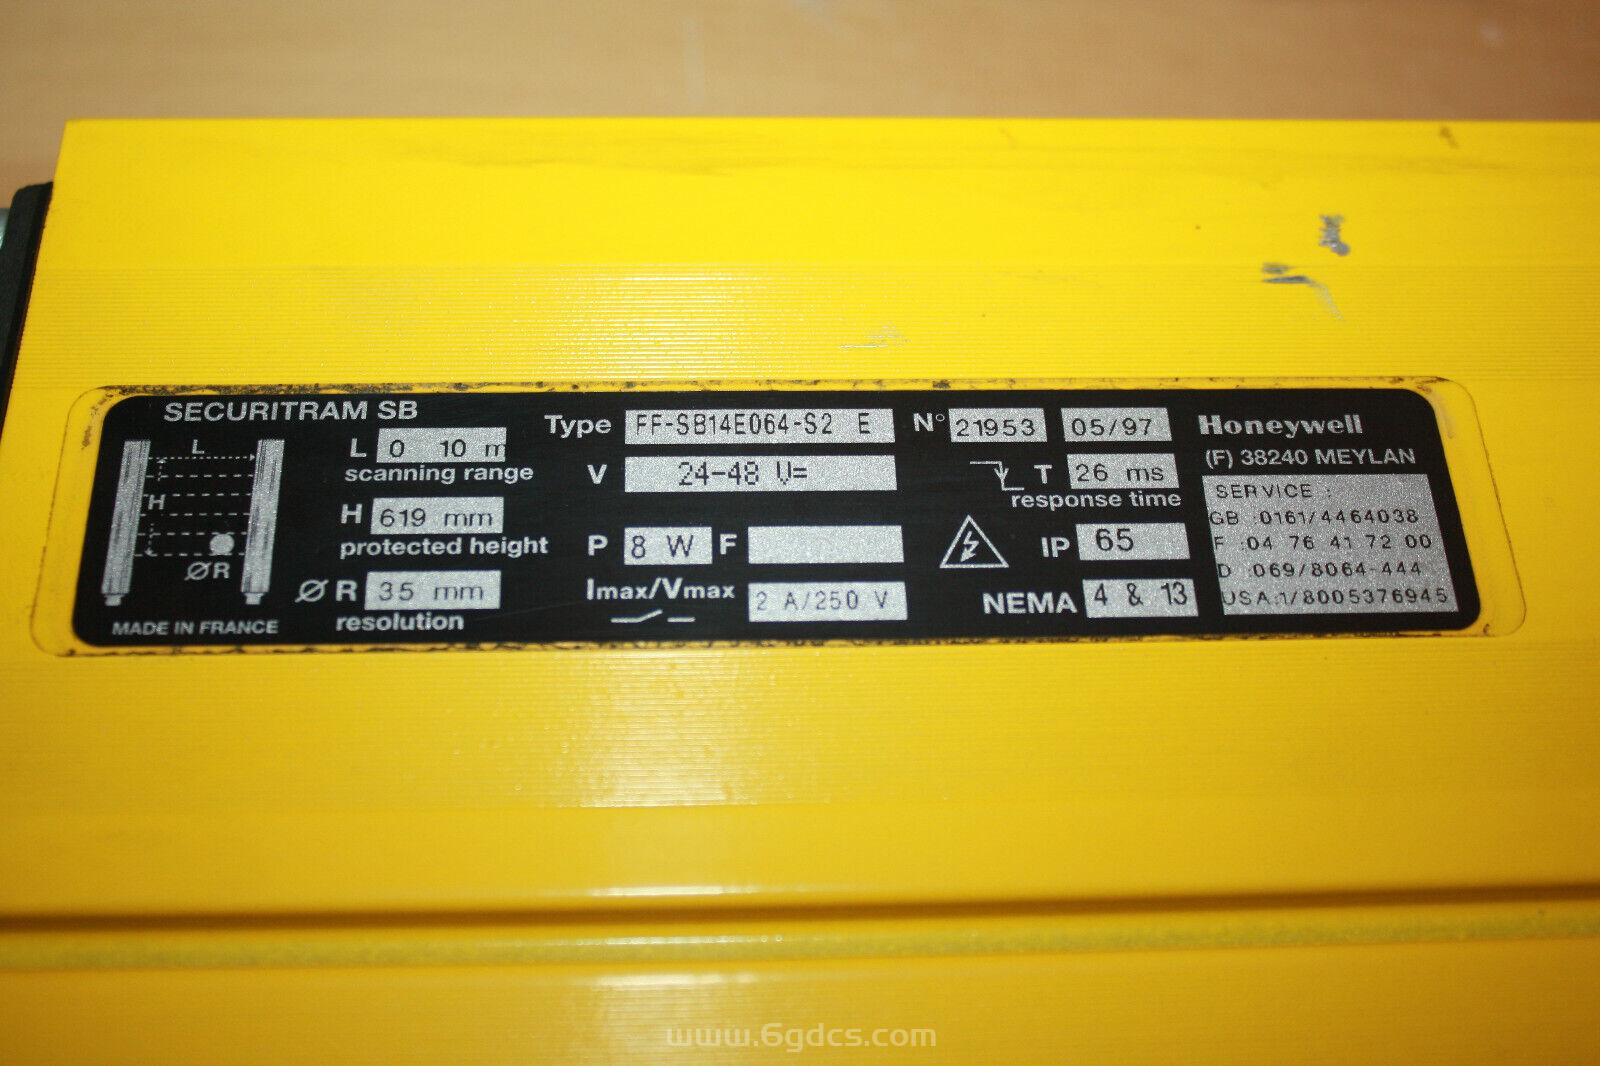 SECURITRAM SB
L
H
ØR
MADE IN FRANCE
L 0 10 m
scanning range
H 619 mm
protected height
Ø R 35 mm
resolution
Type FF-SB14E064-S2 E
V 24-48 V=
P 8 W F
Imax/Vmax 2 A/250 V
N° 21953 05/97
T 26 ms
response time
IP 65
NEMA 4 & 13
Honeywell
(F) 38240 MEYLAN
SERVICE :
GB :0161/4464038
F :04 76 41 72 00
D :069/8064-444
USA:1/8005376945
www.6gdcs.com